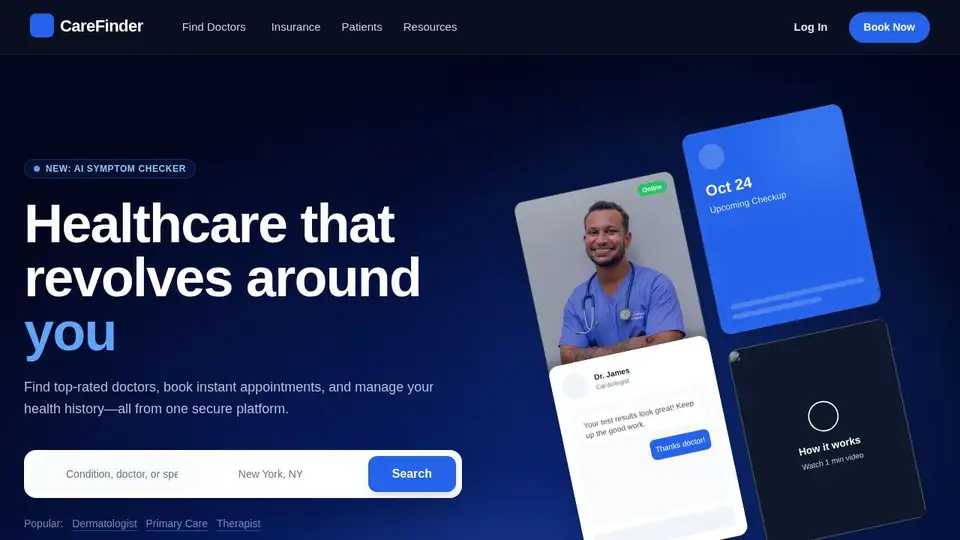 CareFinder
Find Doctors
Insurance
Patients
Resources
Log In
Book Now
NEW: AI SYMPTOM CHECKER
Healthcare that
revolves around
you
Find top-rated doctors, book instant appointments, and manage your
health history—all from one secure platform.
Condition, doctor, or spe
New York, NY
Search
Popular:
Dermatologist
Primary Care
Therapist
Online
Dr. James
Cardiologist
Your test results look great! Keep
up the good work.
Thanks doctor!
Oct 24
Upcoming Checkup
How it works
Watch 1 min video